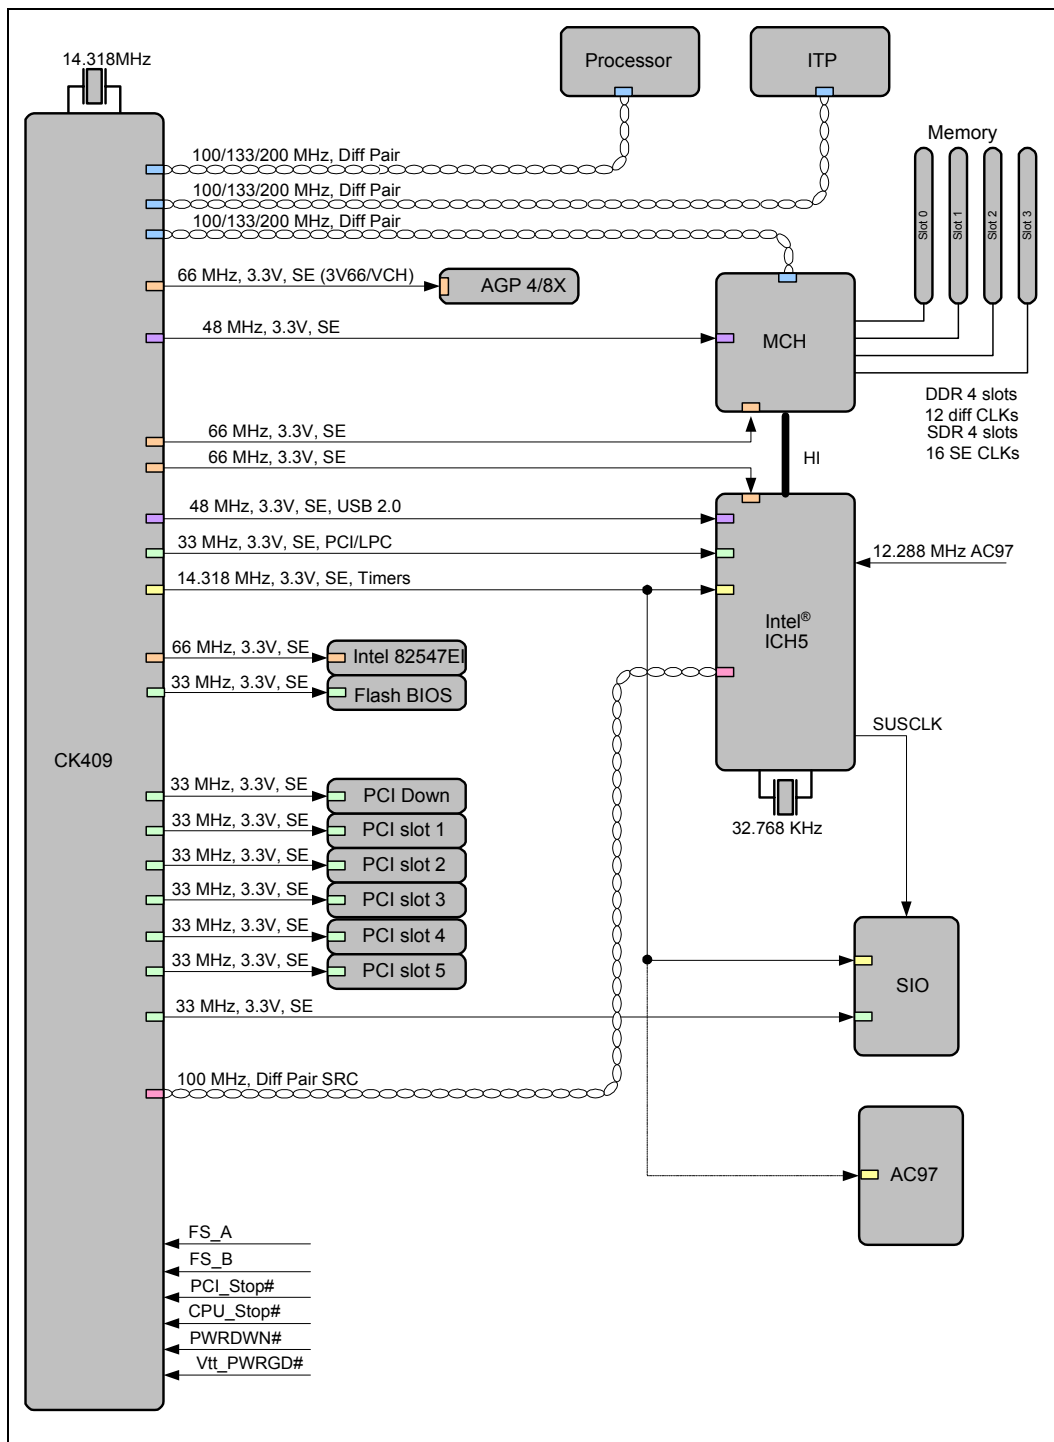 14.318MHz
Processor
ITP
Memory
100/133/200 MHz, Diff Pair
100/133/200 MHz, Diff Pair
100/133/200 MHz, Diff Pair
Slot 0
Slot 1
Slot 2
Slot 3
66 MHz, 3.3V, SE (3V66/VCH)
AGP 4/8X
48 MHz, 3.3V, SE
MCH
DDR 4 slots
12 diff CLKs
SDR 4 slots
16 SE CLKs
66 MHz, 3.3V, SE
66 MHz, 3.3V, SE
HI
48 MHz, 3.3V, SE, USB 2.0
33 MHz, 3.3V, SE, PCI/LPC
12.288 MHz AC97
14.318 MHz, 3.3V, SE, Timers
Intel®
ICH5
66 MHz, 3.3V, SE
Intel 82547EI
33 MHz, 3.3V, SE
Flash BIOS
SUSCLK
CK409
33 MHz, 3.3V, SE
PCI Down
33 MHz, 3.3V, SE
PCI slot 1
32.768 KHz
33 MHz, 3.3V, SE
PCI slot 2
33 MHz, 3.3V, SE
PCI slot 3
33 MHz, 3.3V, SE
PCI slot 4
33 MHz, 3.3V, SE
PCI slot 5
SIO
33 MHz, 3.3V, SE
100 MHz, Diff Pair SRC
AC97
FS_A
FS_B
PCI_Stop#
CPU_Stop#
PWRDWN#
Vtt_PWRGD#